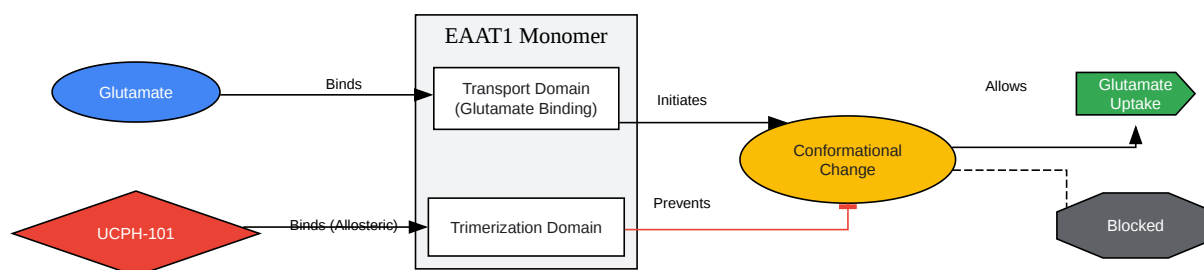 EAAT1 Monomer
Glutamate
Binds
Transport Domain
(Glutamate Binding)
Initiates
Allows
Glutamate
Uptake
Conformational
Change
UCPH-101
Binds (Allosteric)
Trimerization Domain
Prevents
Blocked